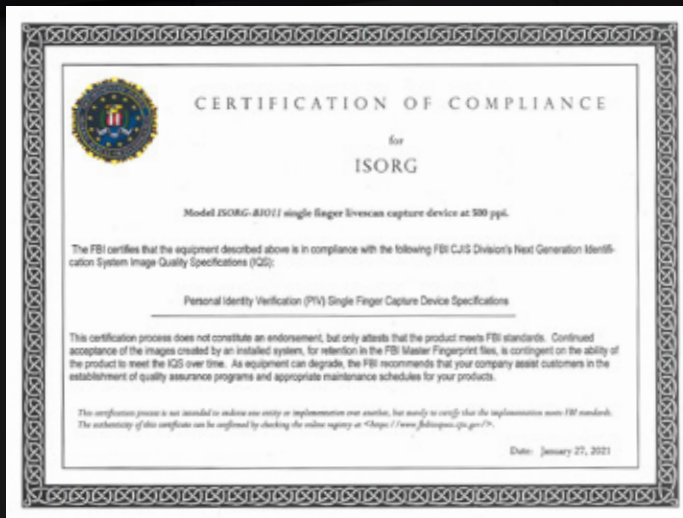 CERTIFICATION OF COMPLIANCE
for
ISORG
Model ISORG-BIO11 single finger livescan capture device at 500 ppi.
The FBI certifies that the equipment described above is in compliance with the following FBI CJIS Division's Next Generation Identifi-
cation System Image Quality Specifications (IQS):
Personal Identity Verification (PIV) Single Finger Capture Device Specifications
This certification process does not constitute an endorsement, but only attests that the product meets FBI standards. Continued
acceptance of the images created by an installed system, for retention in the FBI Master Fingerprint files, is contingent on the ability of
the product to meet the IQS over time. As equipment can degrade, the FBI recommends that your company assist customers in the
establishment of quality assurance programs and appropriate maintenance schedules for your products.
This certification process is not intended to endorse one entity or implementation over another, but merely to certify that the implementation meets FBI standards.
The authenticity of this certificate can be confirmed by checking the online registry at
Date: January 27, 2021